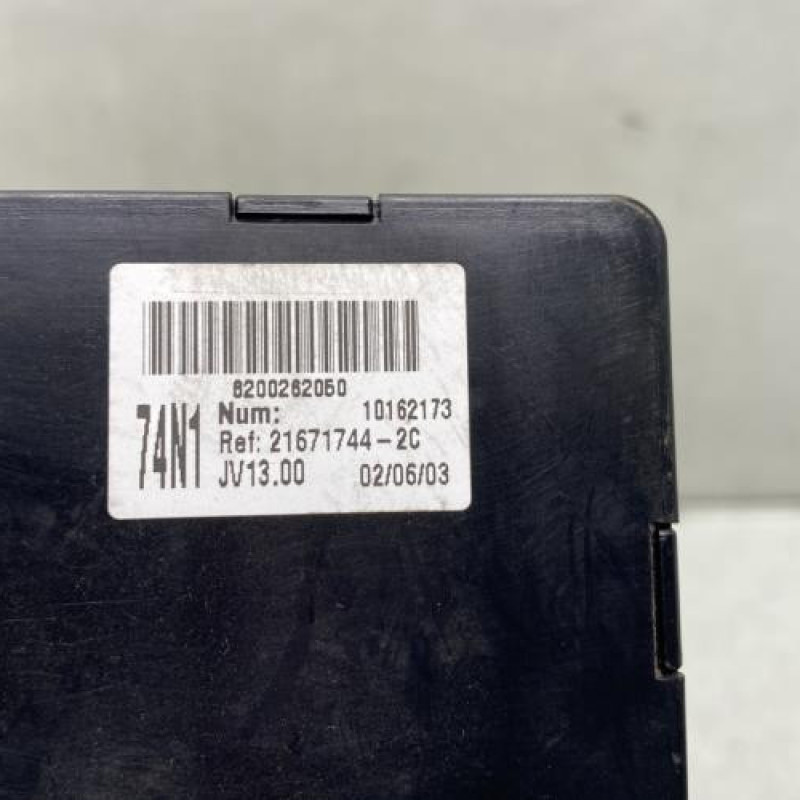 8200262050
74N1
Num: 10162173
Ref: 21671744-2C
JV13.00 02/06/03